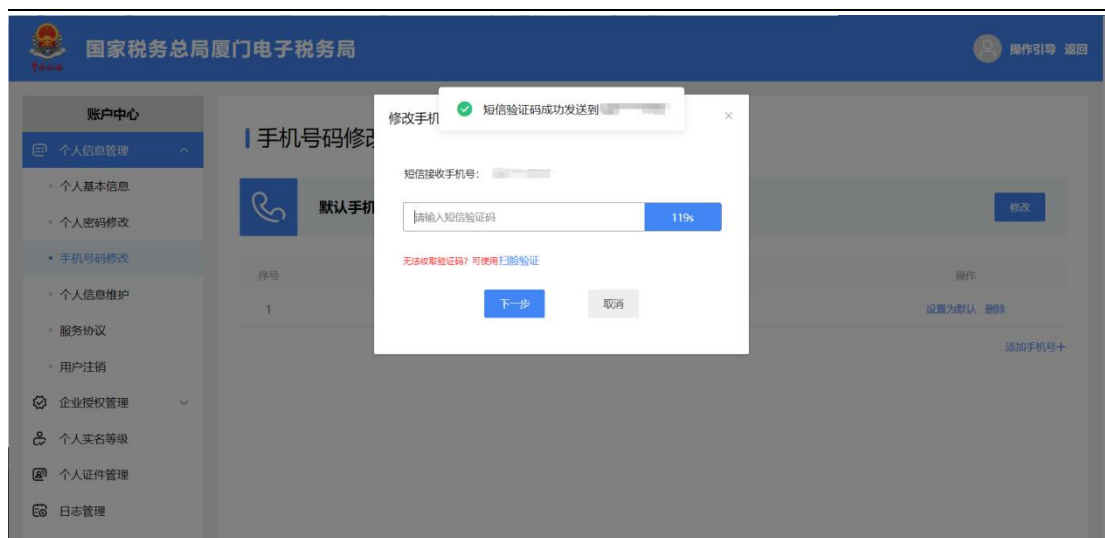 国家税务总局厦门电子税务局
操作引导 返回
账户中心
个人信息管理
个人基本信息
个人密码修改
手机号码修改
个人信息维护
服务协议
用户注销
企业授权管理
个人实名等级
个人证件管理
日志管理
手机号码修改
默认手机
修改
序号
操作
1
设置为默认 删除
添加手机号+
修改手机
短信验证码成功发送到
×
短信接收手机号:
请输入短信验证码
119s
无法收取验证码? 可使用扫脸验证
下一步
取消